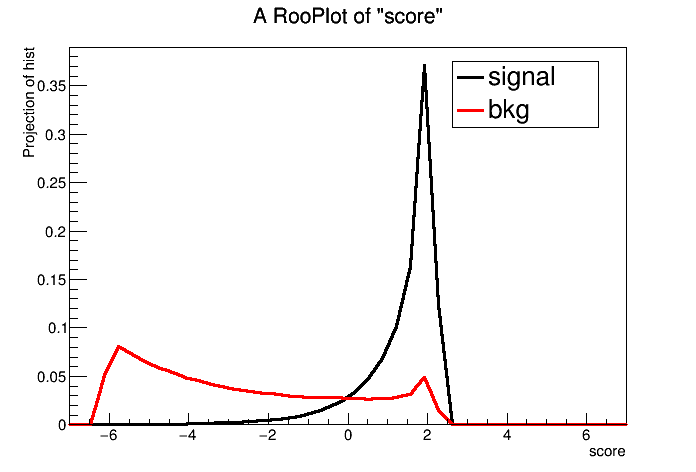 A RooPlot of "score"
Projection of hist
signal
bkg
0.35
0.3
0.25
0.2
0.15
0.1
0.05
0
−6 −4 −2 0 2 4 6
score